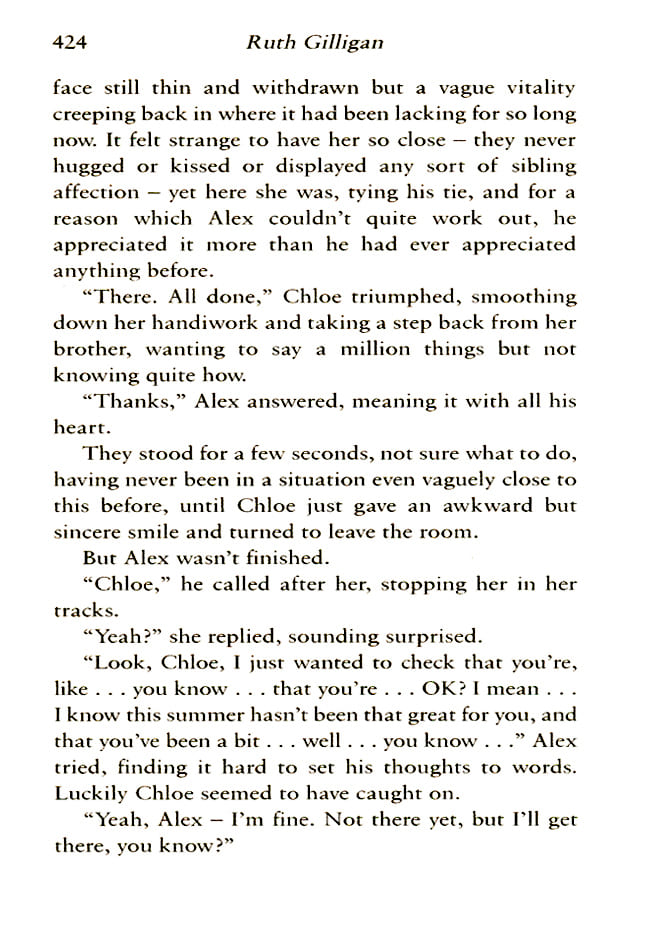 424 Ruth Gilligan
face still thin and withdrawn but a vague vitality
creeping back in where it had been lacking for so long
now. It felt strange to have her so close – they never
hugged or kissed or displayed any sort of sibling
affection – yet here she was, tying his tie, and for a
reason which Alex couldn’t quite work out, he
appreciated it more than he had ever appreciated
anything before.
“There. All done,” Chloe triumphed, smoothing
down her handiwork and taking a step back from her
brother, wanting to say a million things but not
knowing quite how.
“Thanks,” Alex answered, meaning it with all his
heart.
They stood for a few seconds, not sure what to do,
having never been in a situation even vaguely close to
this before, until Chloe just gave an awkward but
sincere smile and turned to leave the room.
But Alex wasn’t finished.
“Chloe,” he called after her, stopping her in her
tracks.
“Yeah?” she replied, sounding surprised.
“Look, Chloe, I just wanted to check that you’re,
like . . . you know . . . that you’re . . . OK? I mean . . .
I know this summer hasn’t been that great for you, and
that you’ve been a bit . . . well . . . you know . . .” Alex
tried, finding it hard to set his thoughts to words.
Luckily Chloe seemed to have caught on.
“Yeah, Alex – I’m fine. Not there yet, but I’ll get
there, you know?”